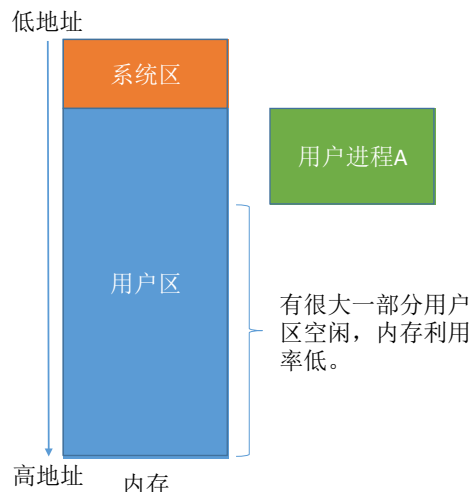 低地址
系统区
用户进程A
用户区
有很大一部分用户
区空闲，内存利用
率低。
高地址
内存